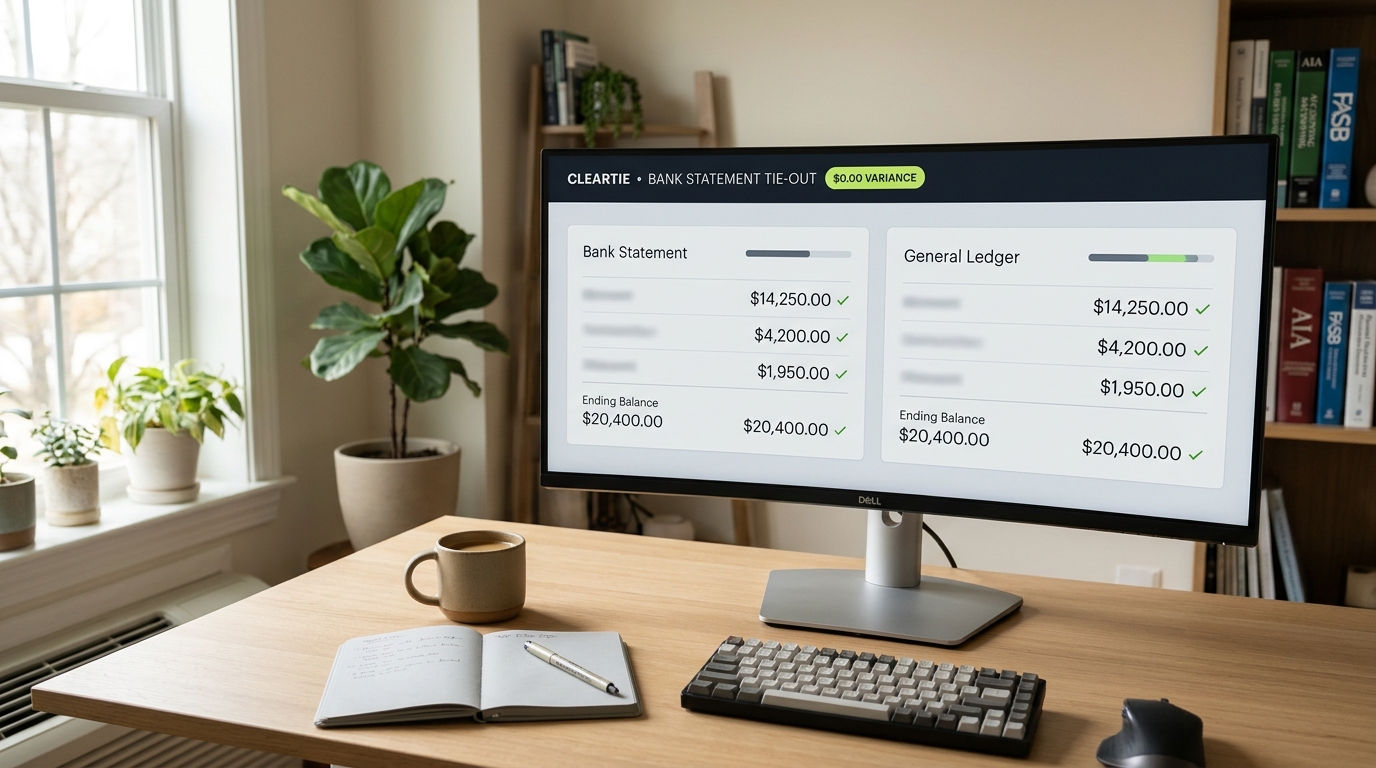 CLEARTIE • BANK STATEMENT TIE-OUT $0.00 VARIANCE
Bank Statement
$14,250.00
$4,200.00
$1,950.00
Ending Balance
$20,400.00 $20,400.00
General Ledger
$14,250.00
$4,200.00
$1,950.00
Ending Balance
$20,400.00 $20,400.00
DELL
AIA
FASB
AIA
FASB